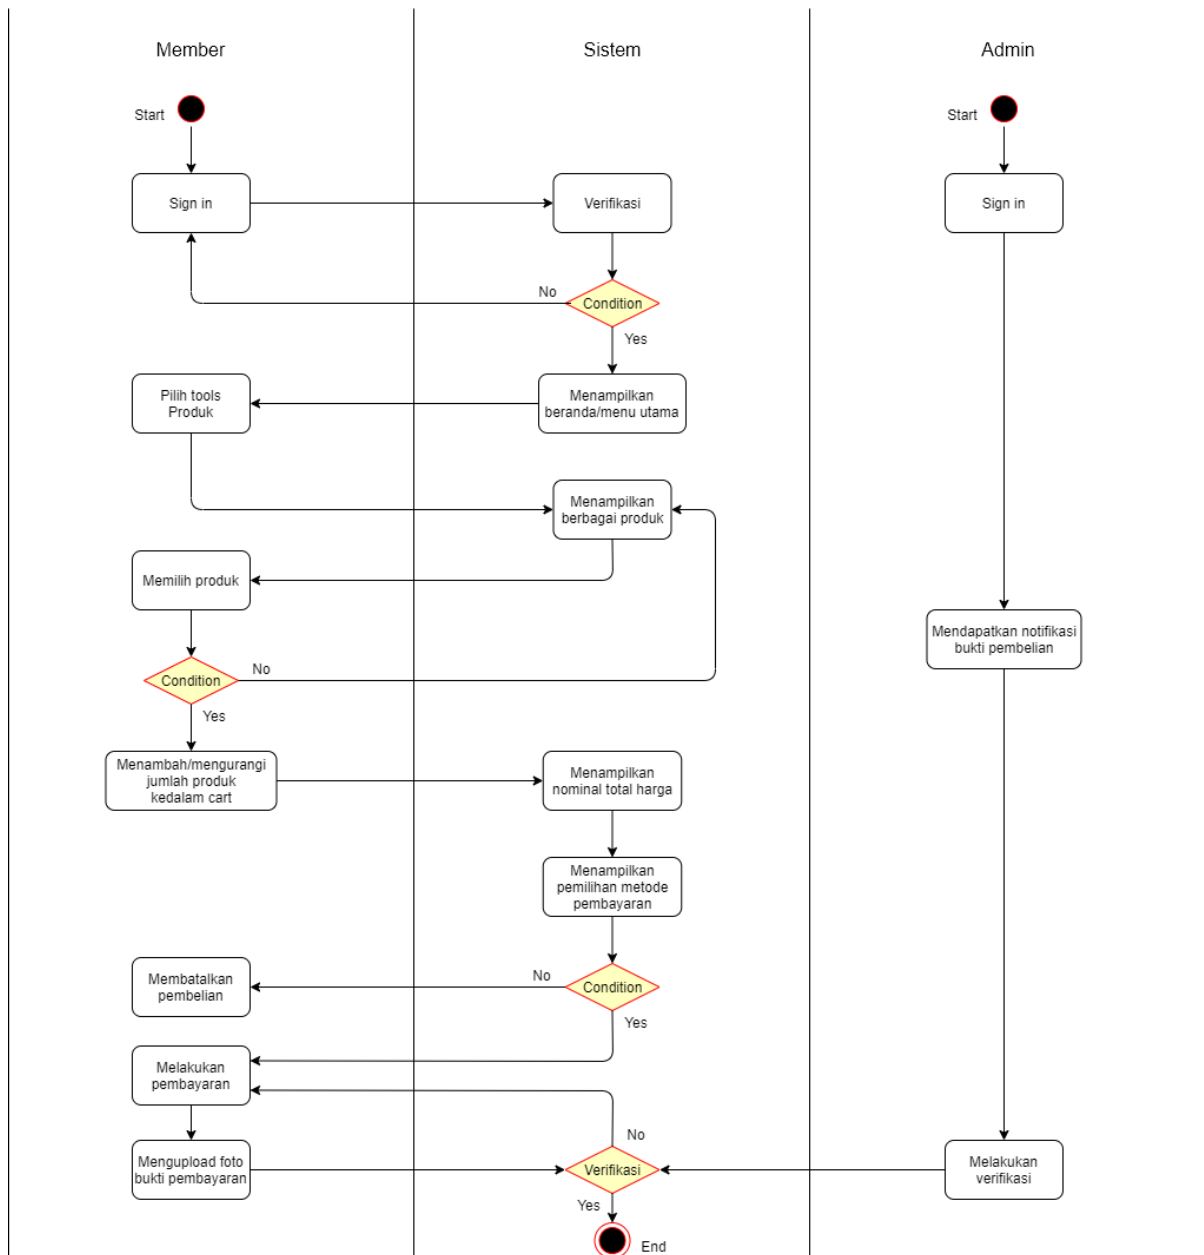 Member
Sistem
Admin
Start
Start
Sign in
Verifikasi
Sign in
No
Condition
Yes
Pilih tools
Produk
Menampilkan
beranda/menu utama
Menampilkan
berbagai produk
Memilih produk
Mendapatkan notifikasi
bukti pembelian
Condition
No
Yes
Menambah/mengurangi
jumlah produk
kedalam cart
Menampilkan
nominal total harga
Menampilkan
pemilihan metode
pembayaran
Membatalkan
pembelian
No
Condition
Yes
Melakukan
pembayaran
No
Mengupload foto
bukti pembayaran
Verifikasi
Melakukan
verifikasi
Yes
End